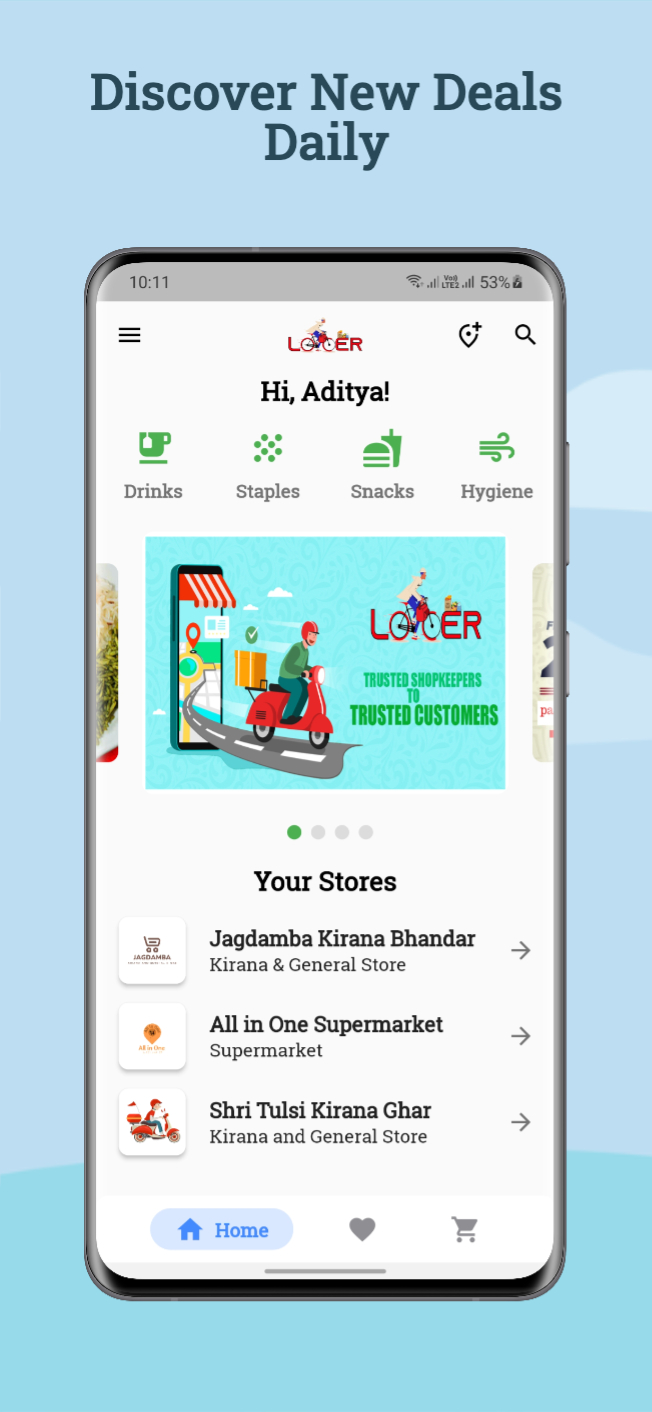 Discover New Deals
Daily
10:11
Vo))
LTE2
53%
Hi, Aditya!
Drinks
Staples
Snacks
Hygiene
TRUSTED SHOPKEEPERS
TO
TRUSTED CUSTOMERS
pa
Your Stores
JAGDAMBA
Jagdamba Kirana Bhandar
Kirana & General Store
All in One
All in One Supermarket
Supermarket
Shri Tulsi Kirana Ghar
Kirana and General Store
Home